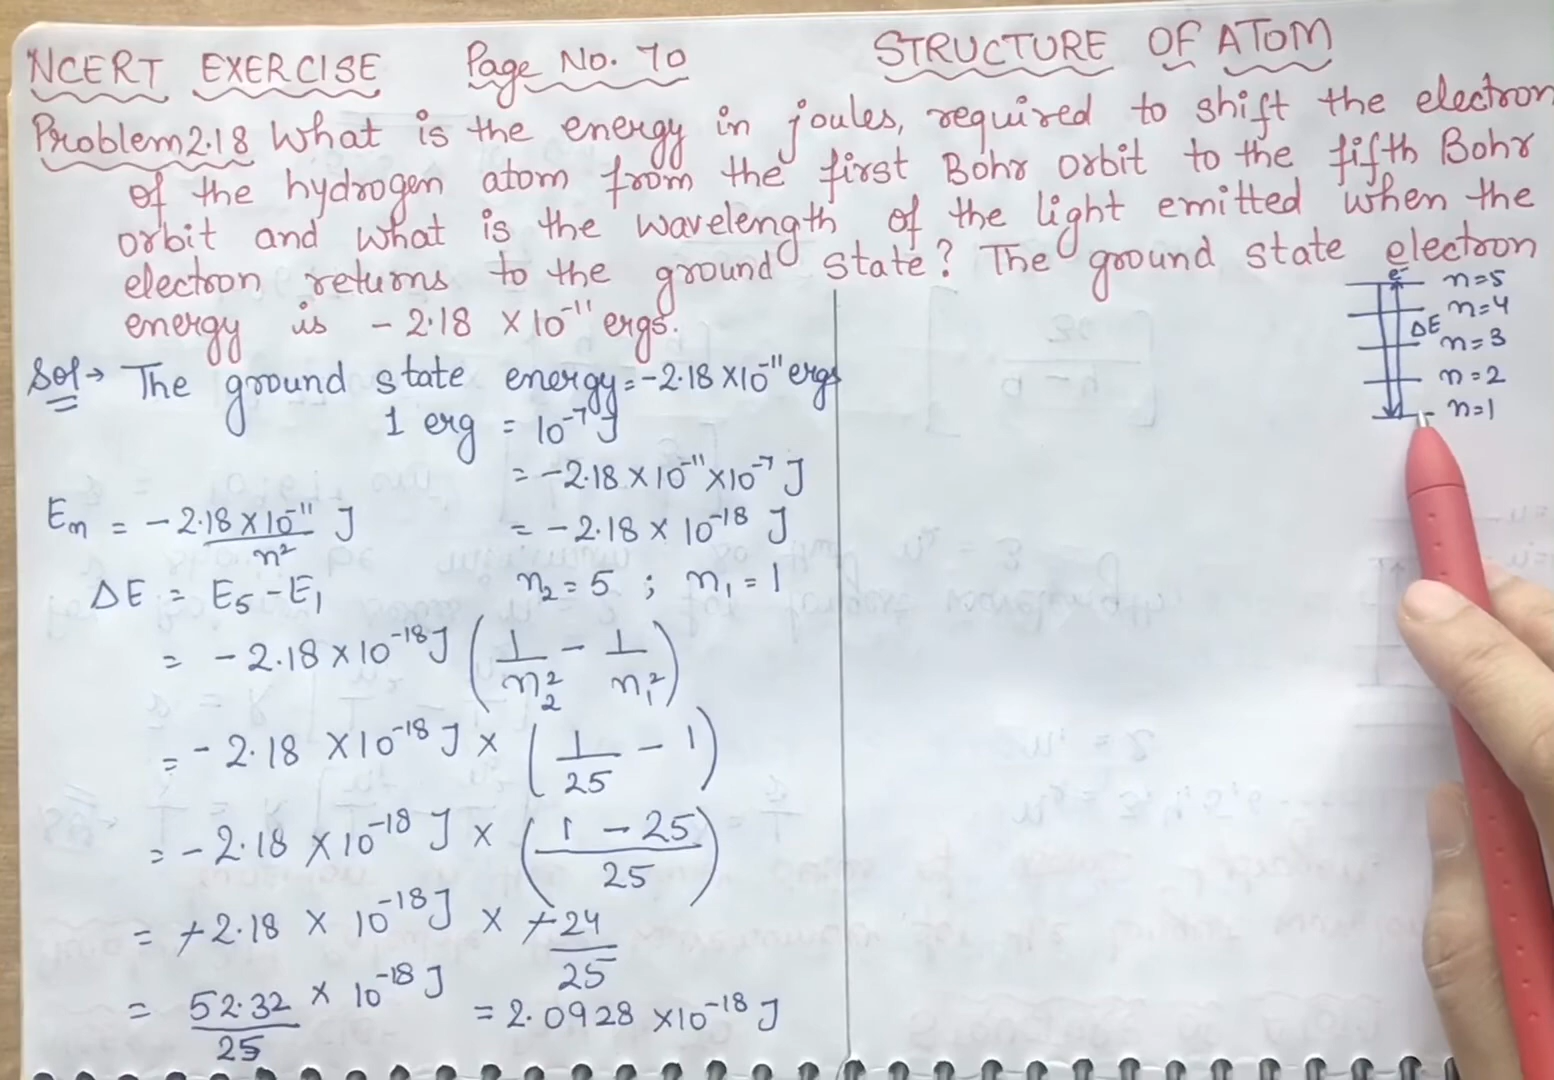 NCERT EXERCISE Page No. 70 STRUCTURE OF ATOM
Problem 2.18 What is the energy in joules, required to shift the electron
of the hydrogen atom from the first Bohr orbit to the fifth Bohr
orbit and what is the wavelength of the light emitted when the
electron returns to the ground state? The ground state electron
energy is -2.18 × 10⁻¹¹ ergs.
Sol → The ground state energy = -2.18 × 10⁻¹¹ ergs
1 erg = 10⁻⁷ J
= -2.18 × 10⁻¹¹ × 10⁻⁷ J
= -2.18 × 10⁻¹⁸ J
Eₙ = -2.18 × 10⁻¹¹/n² J
n₂ = 5 ; n₁ = 1
ΔE = E₅ - E₁
= -2.18 × 10⁻¹⁸ J (1/n₂² - 1/n₁²)
= -2.18 × 10⁻¹⁸ J × (1/25 - 1)
= -2.18 × 10⁻¹⁸ J × (1 - 25/25)
= +2.18 × 10⁻¹⁸ J × +24/25
= 52.32/25 × 10⁻¹⁸ J = 2.0928 × 10⁻¹⁸ J
e⁻ n=5
n=4
ΔE
n=3
n=2
n=1